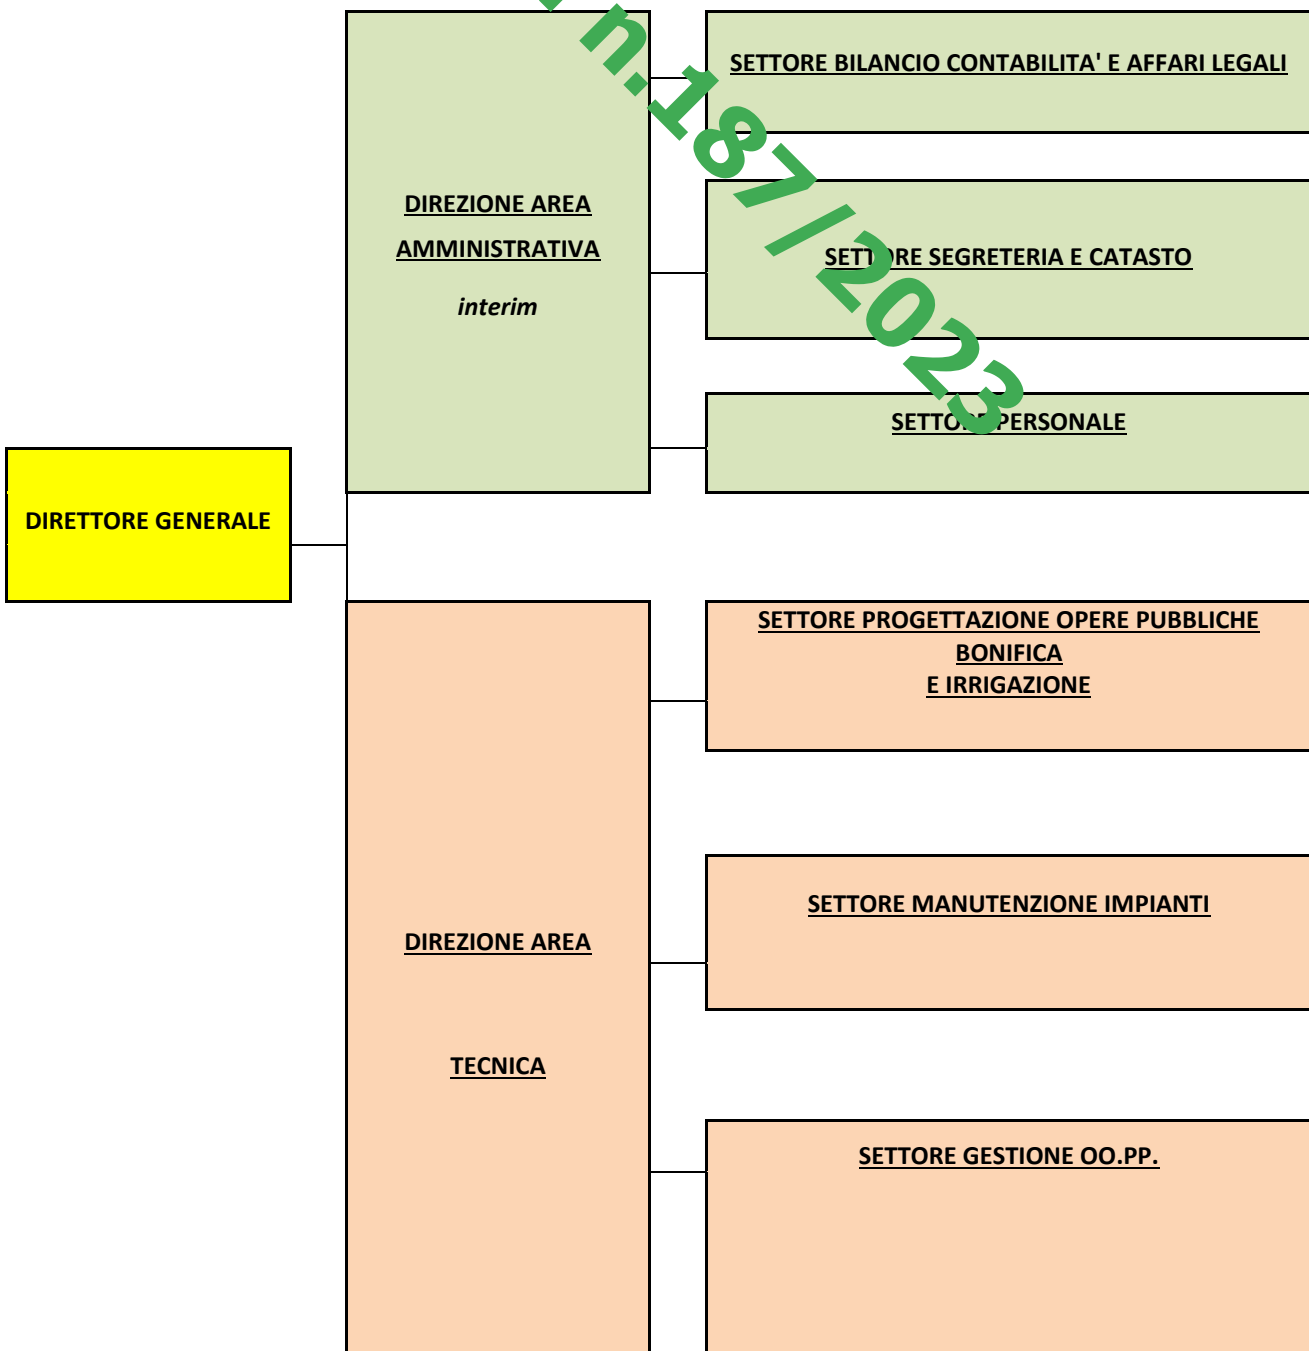 n.187/2023
SETTORE BILANCIO CONTABILITA' E AFFARI LEGALI
DIREZIONE AREA
AMMINISTRATIVA
interim
SETTORE SEGRETERIA E CATASTO
SETTORE PERSONALE
DIRETTORE GENERALE
SETTORE PROGETTAZIONE OPERE PUBBLICHE
BONIFICA
E IRRIGAZIONE
SETTORE MANUTENZIONE IMPIANTI
DIREZIONE AREA
TECNICA
SETTORE GESTIONE OO.PP.